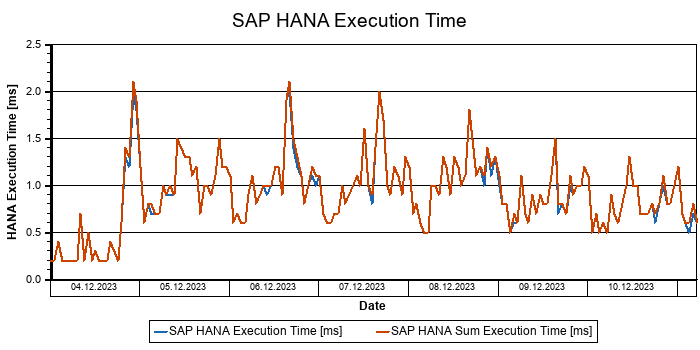 SAP HANA Execution Time
HANA Execution Time [ms]
2.5
2.0
1.5
1.0
0.5
0.0
04.12.2023 05.12.2023 06.12.2023 07.12.2023 08.12.2023 09.12.2023 10.12.2023
Date
SAP HANA Execution Time [ms] SAP HANA Sum Execution Time [ms]